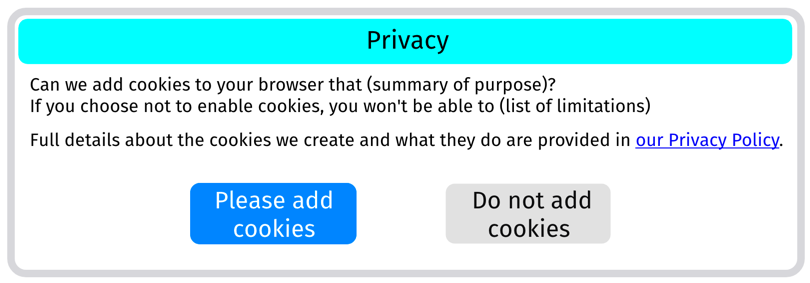 Privacy
Can we add cookies to your browser that (summary of purpose)?
If you choose not to enable cookies, you won't be able to (list of limitations)
Full details about the cookies we create and what they do are provided in our Privacy Policy.
Please add
cookies
Do not add
cookies